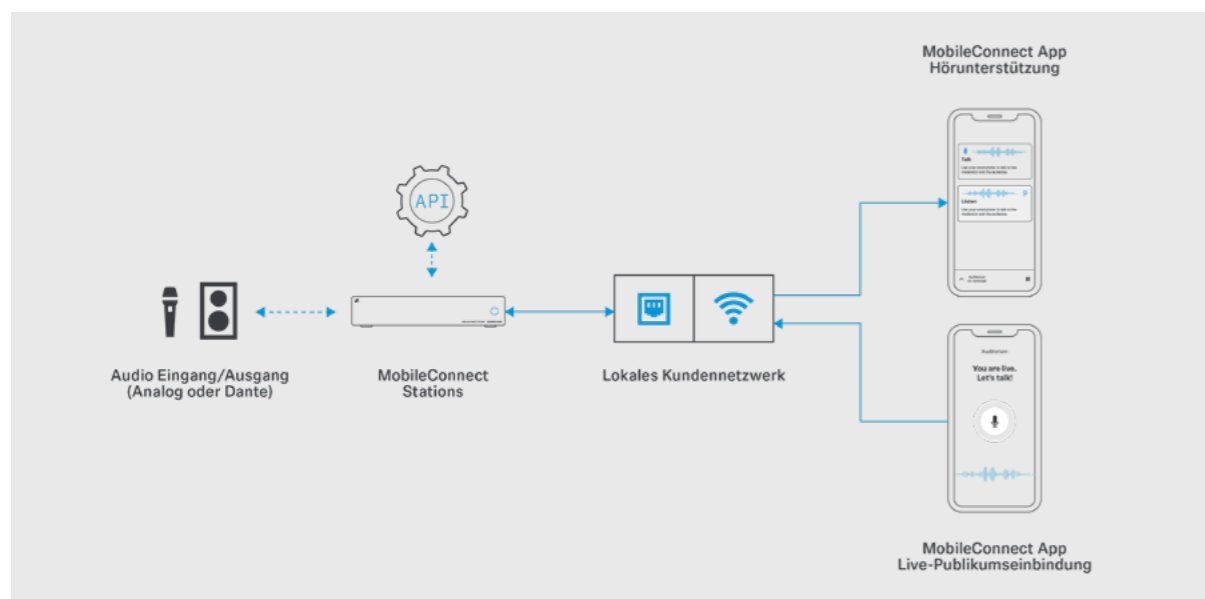 MobileConnect App
Hörunterstützung
Talk
Listen
API
Audio Eingang/Ausgang
(Analog oder Dante)
MobileConnect
Stations
Lokales Kundennetzwerk
Auditorium
You are live.
Let's talk!
MobileConnect App
Live-Publikumseinbindung